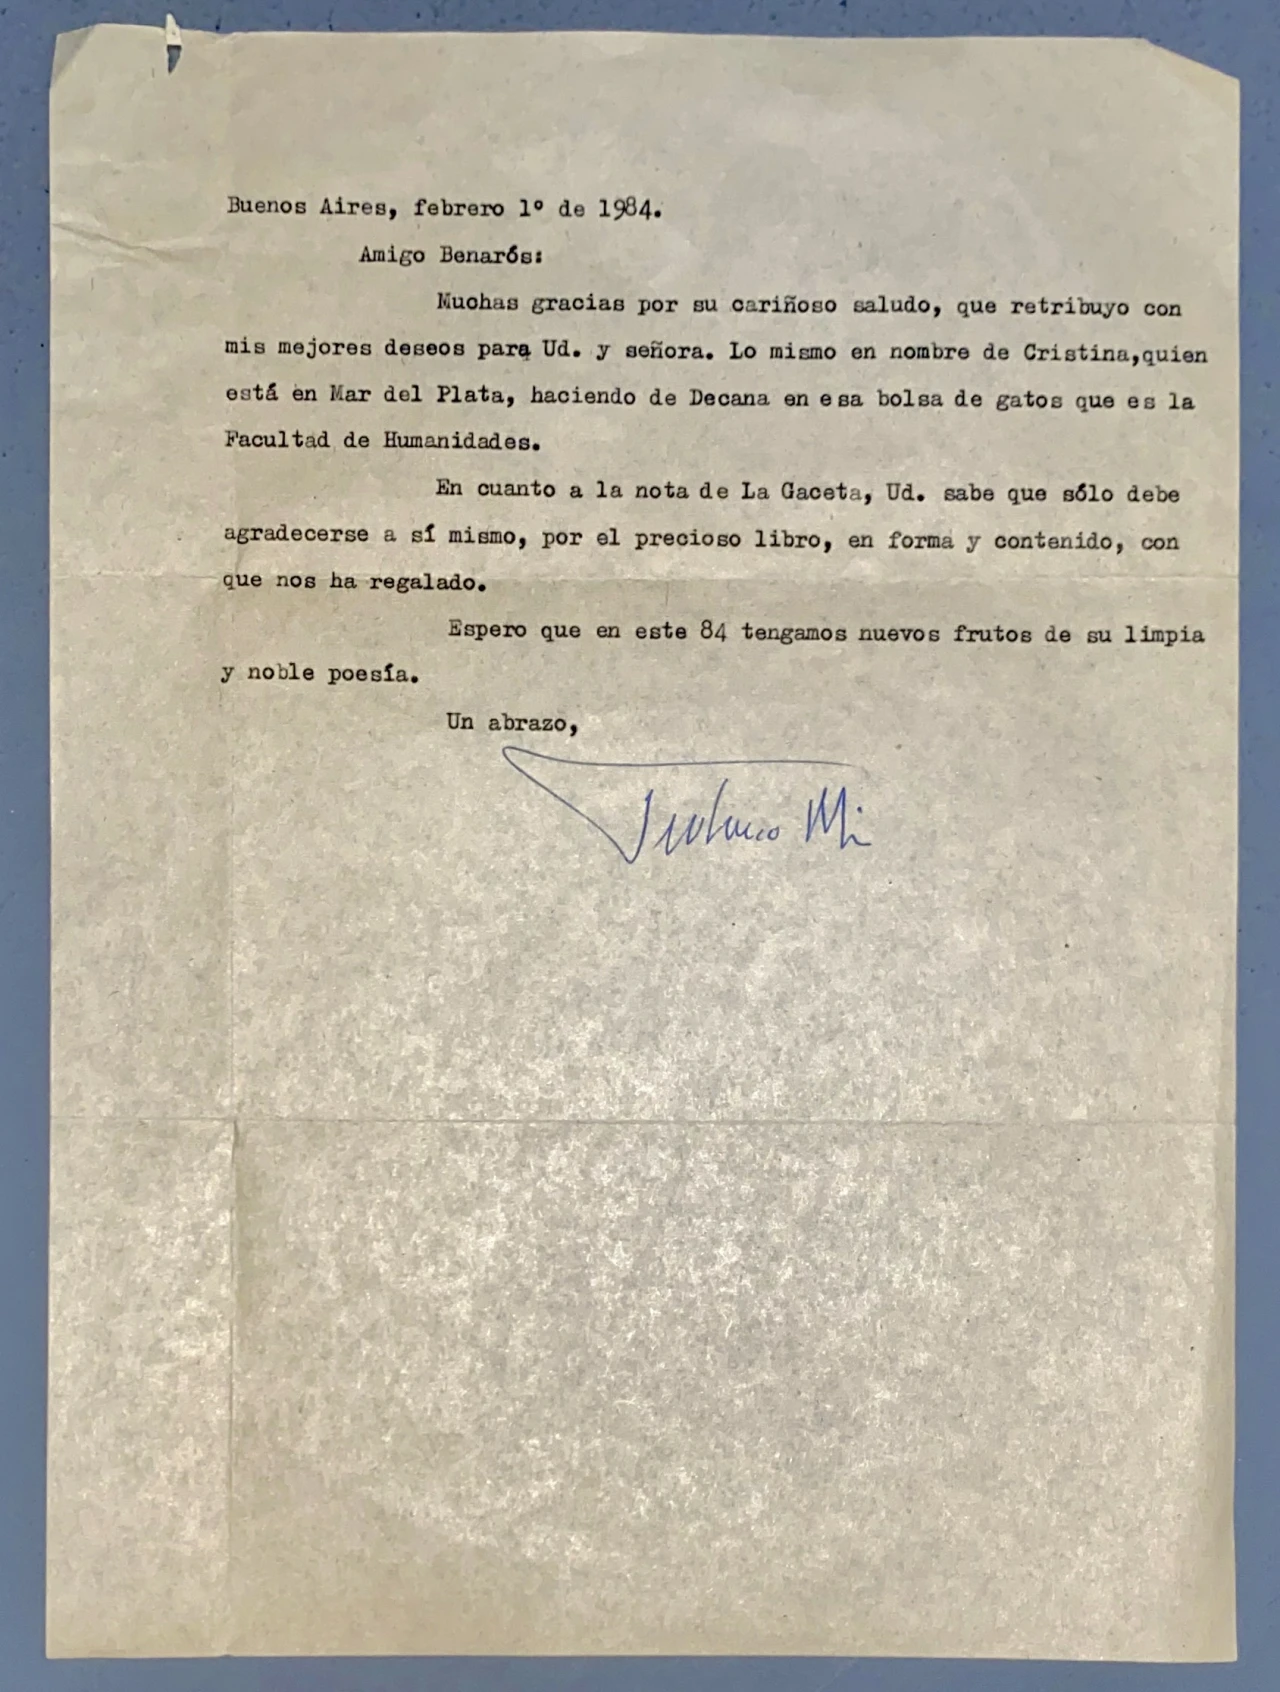 Buenos Aires, febrero 1º de 1984.
Amigo Benarós:
Muchas gracias por su cariñoso saludo, que retribuyo con
mis mejores deseos para Ud. y señora. Lo mismo en nombre de Cristina,quien
está en Mar del Plata, haciendo de Decana en esa bolsa de gatos que es la
Facultad de Humanidades.
En cuanto a la nota de La Gaceta, Ud. sabe que sólo debe
agradecerse a sí mismo, por el precioso libro, en forma y contenido, con
que nos ha regalado.
Espero que en este 84 tengamos nuevos frutos de su limpia
y noble poesía.
Un abrazo,